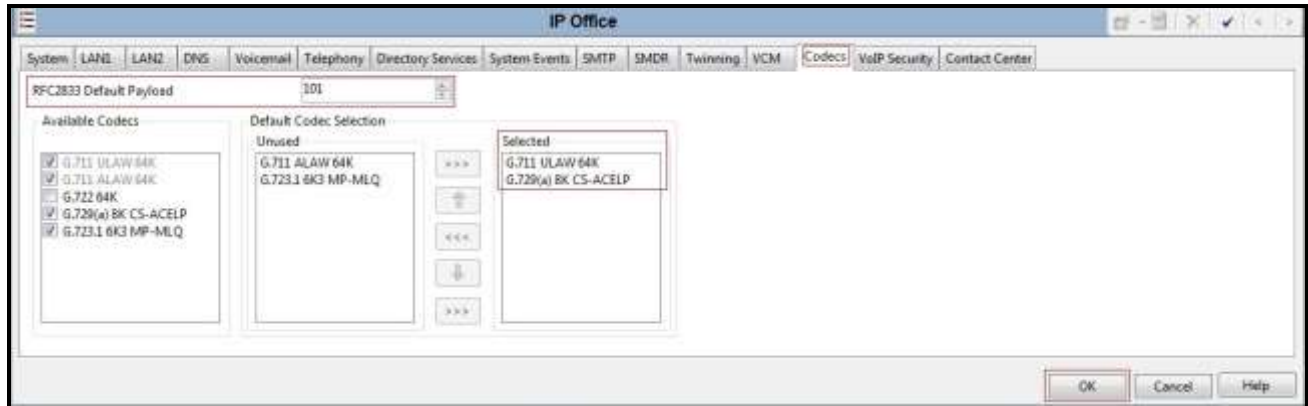 IP Office
System LAN1 LAN2 DNS Voicemail Telephony Directory Services System Events SMTP SMDR Twinning VCM Codecs VoIP Security Contact Center
RFC2833 Default Payload 101
Available Codecs
G.711 ULAW 64K
G.711 ALAW 64K
G.722 64K
G.729(a) 8K CS-ACELP
G.723.1 6K3 MP-MLQ
Default Codec Selection
Unused
G.711 ALAW 64K
G.723.1 6K3 MP-MLQ
>>>
<<<
>>>
Selected
G.711 ULAW 64K
G.729(a) 8K CS-ACELP
OK Cancel Help